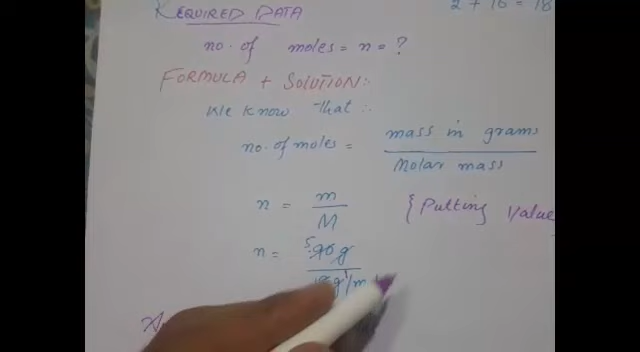 REQUIRED DATA
2 + 16 = 18
no. of moles = n = ?
FORMULA + SOLUTION:-
We know that :-
no. of moles = mass in grams
Molar mass
n = m
M
{Putting Value
n =